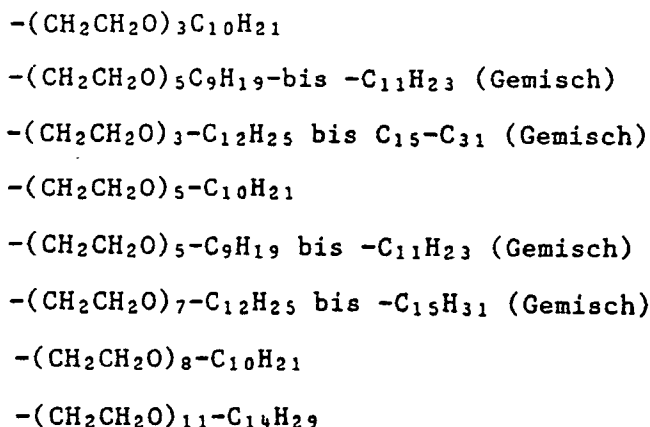 -(CH₂CH₂O)₃C₁₀H₂₁
-(CH₂CH₂O)₅C₉H₁₉-bis -C₁₁H₂₃ (Gemisch)
-(CH₂CH₂O)₃-C₁₂H₂₅ bis C₁₅-C₃₁ (Gemisch)
-(CH₂CH₂O)₅-C₁₀H₂₁
-(CH₂CH₂O)₅-C₉H₁₉ bis -C₁₁H₂₃ (Gemisch)
-(CH₂CH₂O)₇-C₁₂H₂₅ bis -C₁₅H₃₁ (Gemisch)
-(CH₂CH₂O)₈-C₁₀H₂₁
-(CH₂CH₂O)₁₁-C₁₄H₂₉